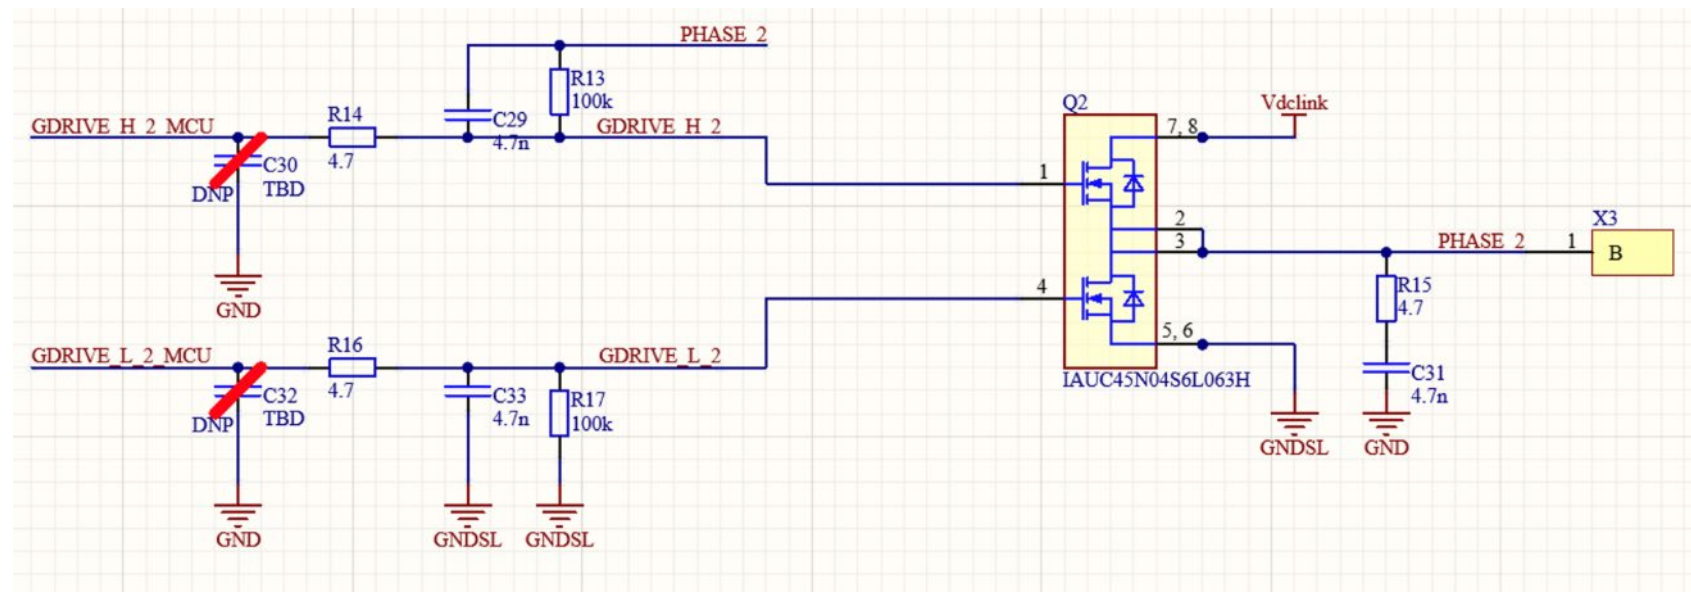 PHASE_2
R13
100k
C29
4.7n
GDRIVE_H_2_MCU
R14
4.7
GDRIVE_H_2
C30
TBD
DNP
GND
Q2
7, 8
Vdclink
1
2
3
PHASE_2
1
X3
B
4
5, 6
IAUC45N04S6L063H
R15
4.7
C31
4.7n
GNDSL
GND
GDRIVE_L_2_MCU
R16
4.7
GDRIVE_L_2
C32
TBD
DNP
C33
4.7n
R17
100k
GND
GNDSL
GNDSL